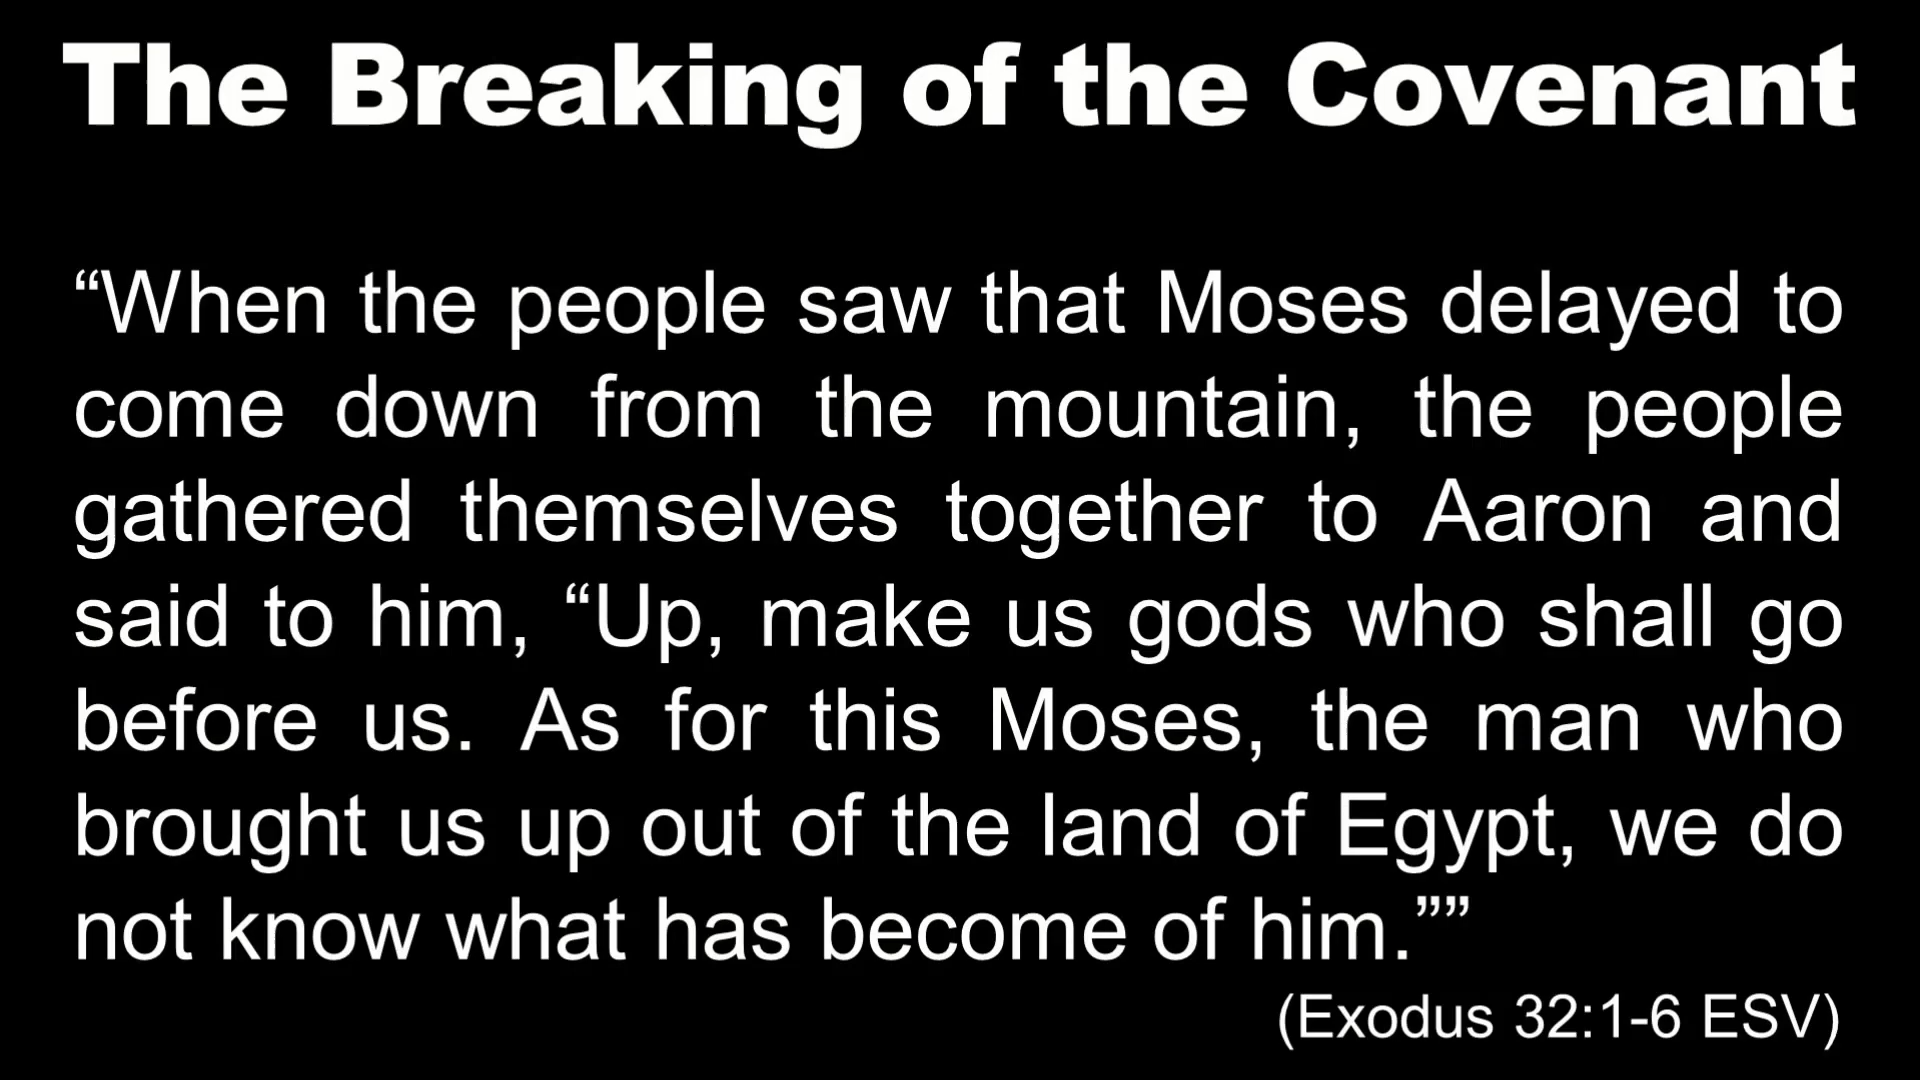 The Breaking of the Covenant
“When the people saw that Moses delayed to
come down from the mountain, the people
gathered themselves together to Aaron and
said to him, “Up, make us gods who shall go
before us. As for this Moses, the man who
brought us up out of the land of Egypt, we do
not know what has become of him.””
(Exodus 32:1-6 ESV)